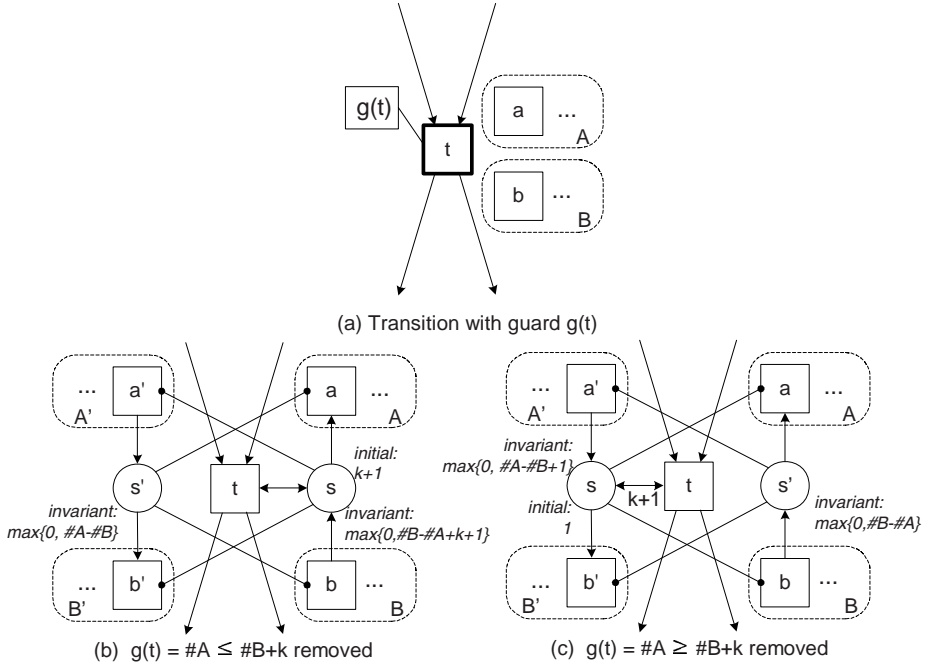 g(t)
t
a
...
A
b
...
B
(a) Transition with guard g(t)
...
a'
A'
a
...
A
initial:
k+1
s'
t
s
invariant:
max{0, #A-#B}
invariant:
max{0,#B-#A+k+1}
...
b'
B'
b
...
B
(b) g(t) = #A ≤ #B+k removed
...
a'
A'
a
...
A
invariant:
max{0, #A-#B+1}
s
k+1
t
s'
initial:
1
invariant:
max{0,#B-#A}
...
b'
B'
b
...
B
(c) g(t) = #A ≥ #B+k removed